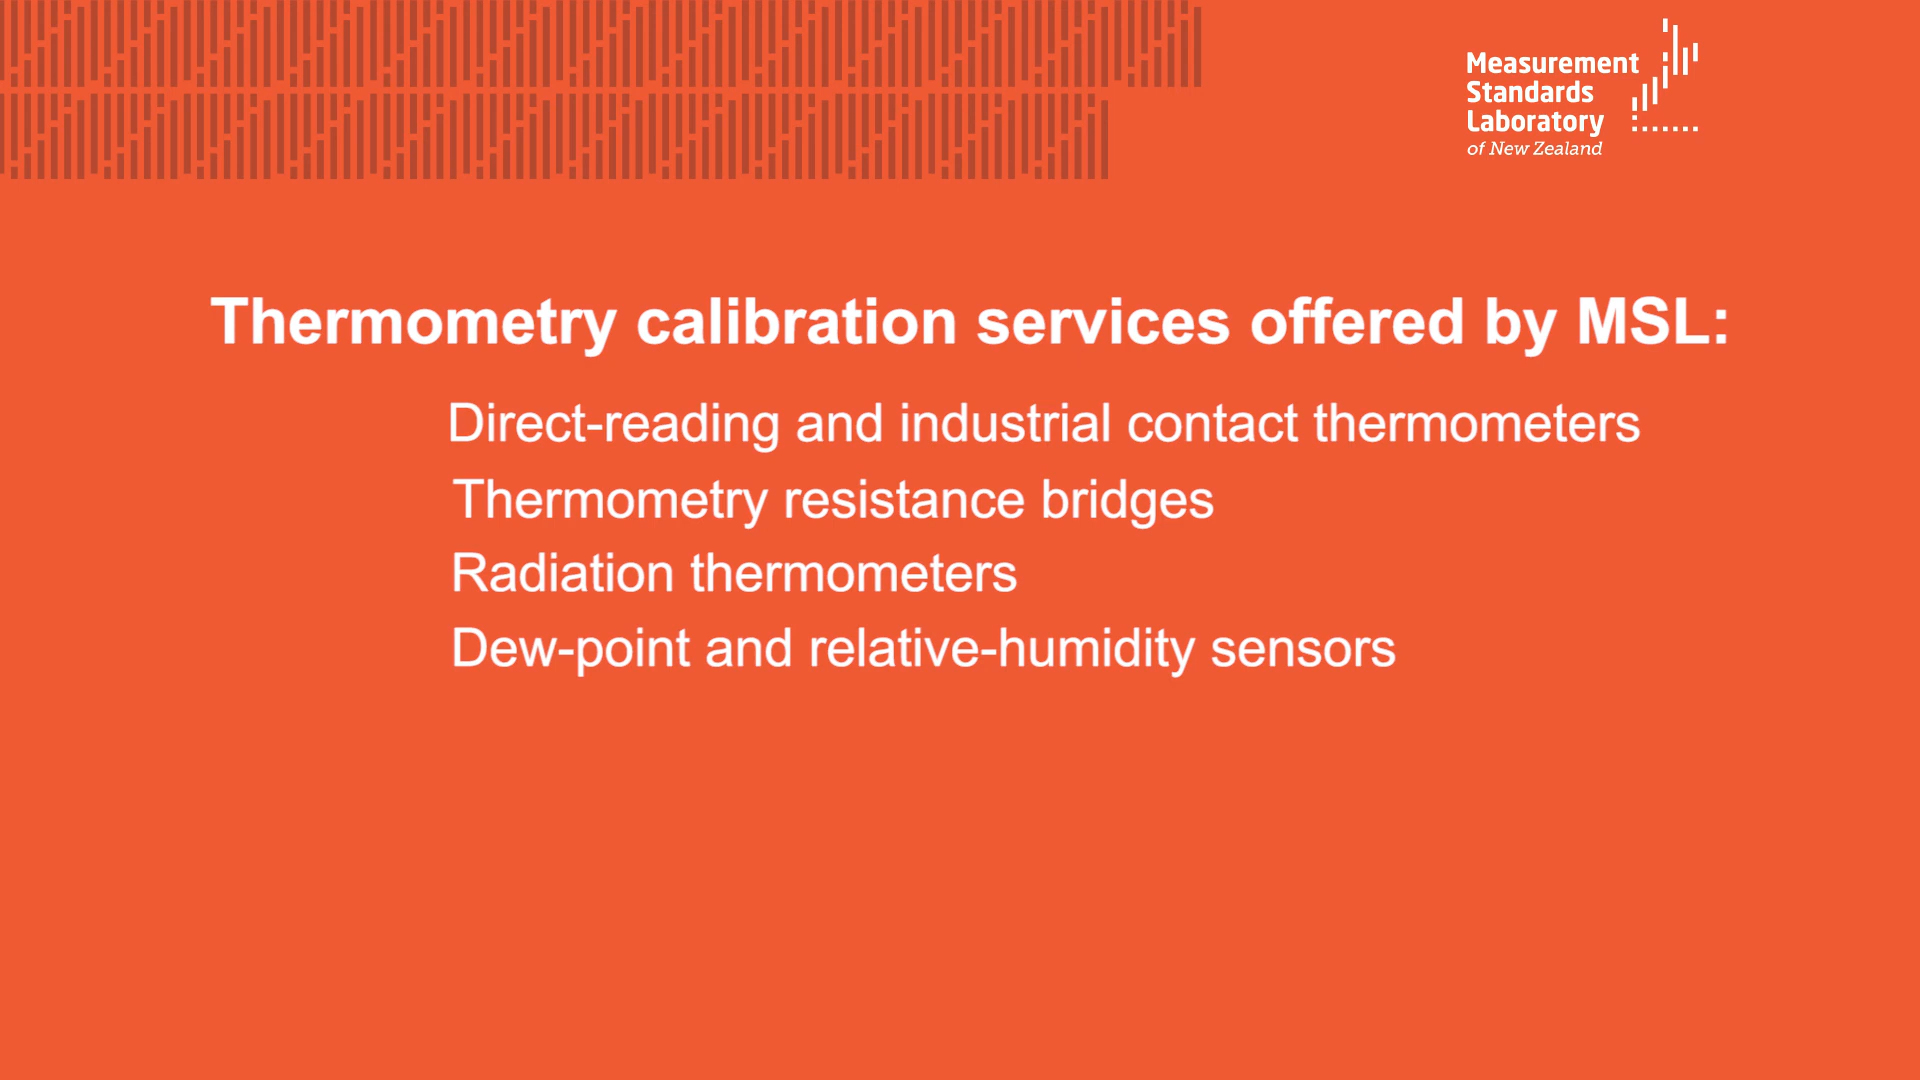 Measurement
Standards
Laboratory
of New Zealand
Thermometry calibration services offered by MSL:
Direct-reading and industrial contact thermometers
Thermometry resistance bridges
Radiation thermometers
Dew-point and relative-humidity sensors